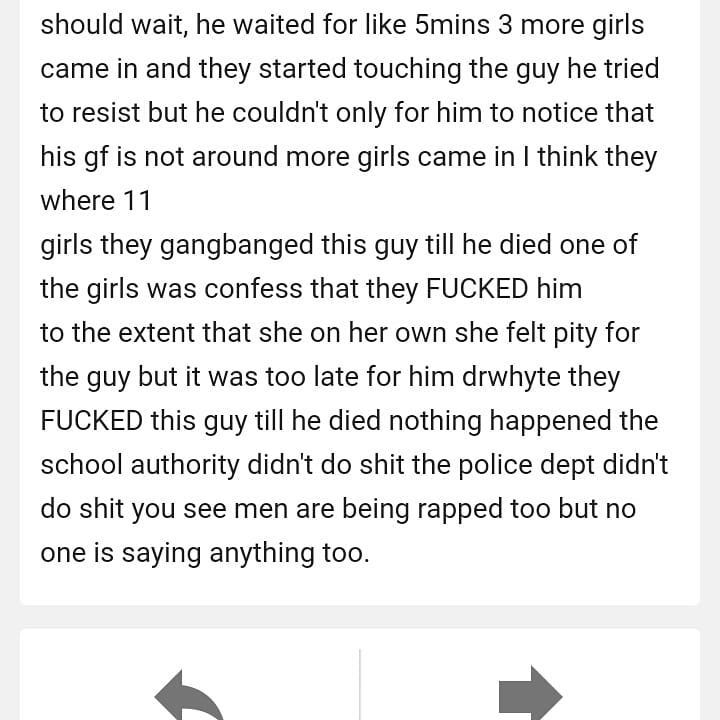 should wait, he waited for like 5mins 3 more girls
came in and they started touching the guy he tried
to resist but he couldn't only for him to notice that
his gf is not around more girls came in I think they
where 11
girls they gangbanged this guy till he died one of
the girls was confess that they FUCKED him
to the extent that she on her own she felt pity for
the guy but it was too late for him drwhyte they
FUCKED this guy till he died nothing happened the
school authority didn't do shit the police dept didn't
do shit you see men are being rapped too but no
one is saying anything too.